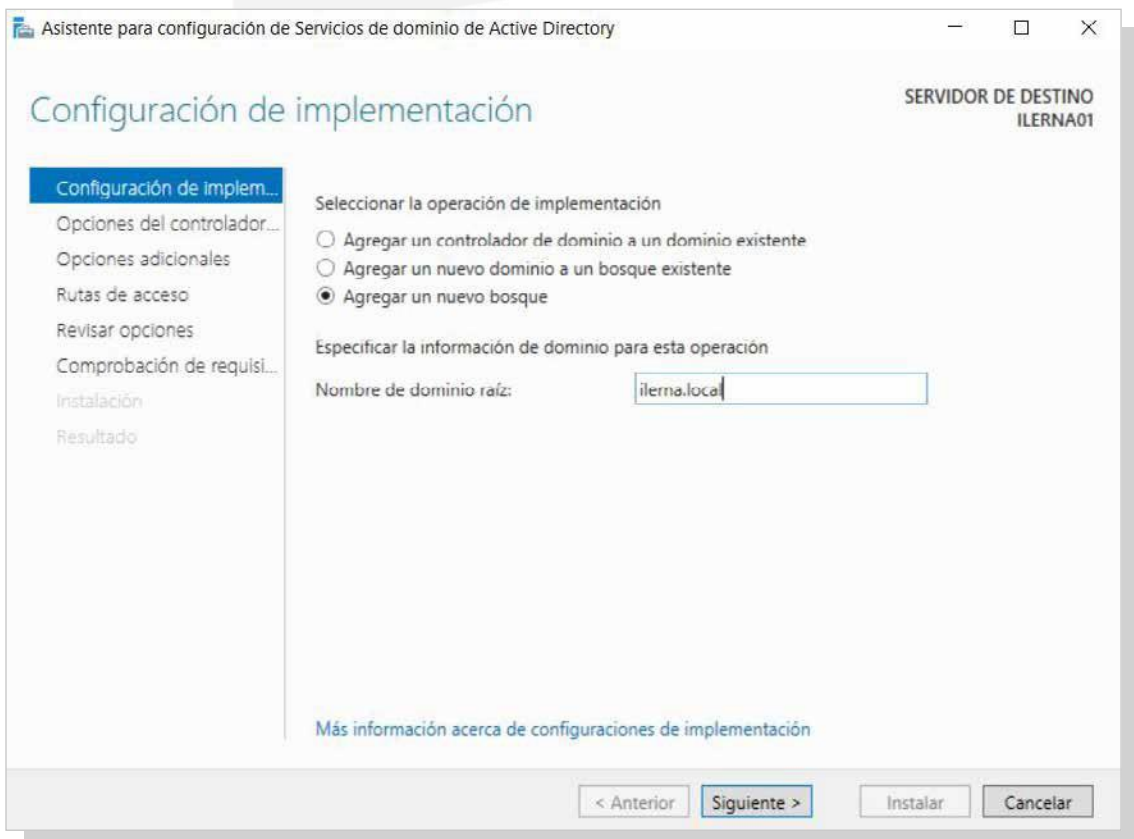 Asistente para configuración de Servicios de dominio de Active Directory
Configuración de implementación
SERVIDOR DE DESTINO
ILERNA01
Configuración de implem...
Opciones del controlador...
Opciones adicionales
Rutas de acceso
Revisar opciones
Comprobación de requisi...
Instalación
Resultado
Seleccionar la operación de implementación
Agregar un controlador de dominio a un dominio existente
Agregar un nuevo dominio a un bosque existente
Agregar un nuevo bosque
Especificar la información de dominio para esta operación
Nombre de dominio raíz:
ilerna.local
Más información acerca de configuraciones de implementación
< Anterior
Siguiente >
Instalar
Cancelar